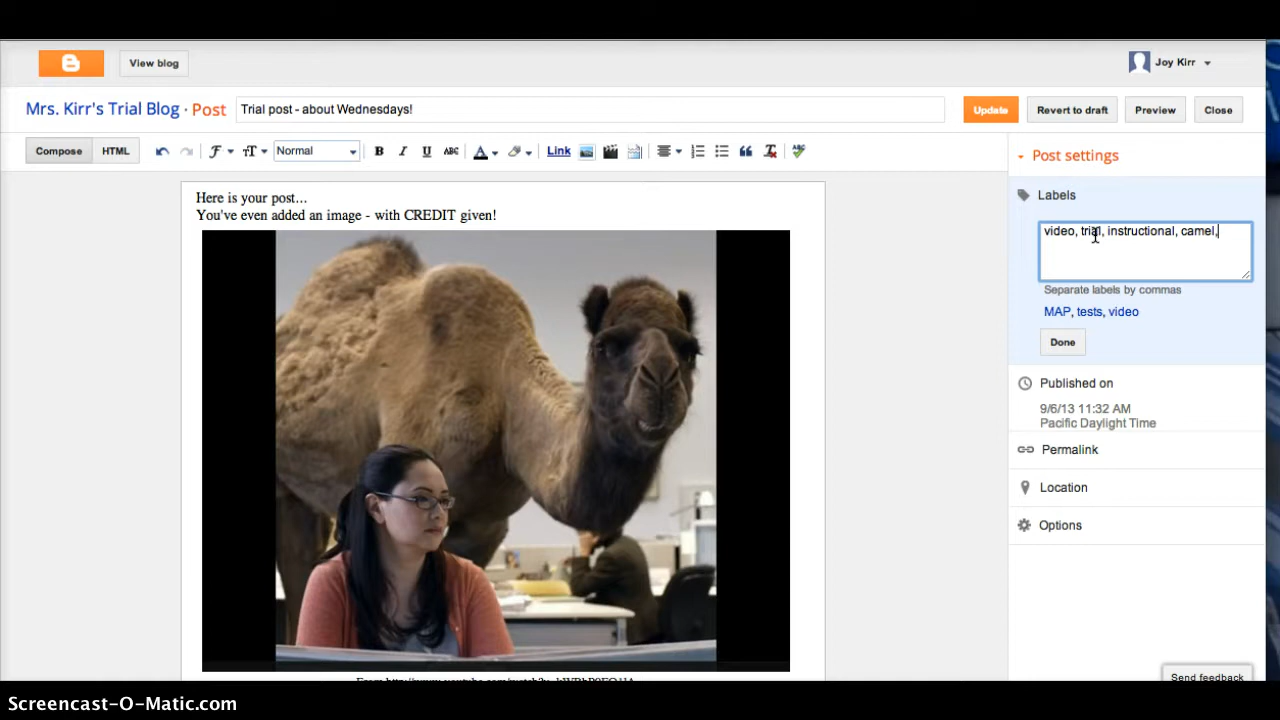 View blog
Joy Kirr
Mrs. Kirr's Trial Blog · Post
Trial post - about Wednesdays!
Update
Revert to draft
Preview
Close
Compose
HTML
Normal
B
I
U
ABC
A
Link
Here is your post...
You've even added an image - with CREDIT given!
Post settings
Labels
video, trial, instructional, camel,
Separate labels by commas
MAP, tests, video
Done
Published on
9/6/13 11:32 AM
Pacific Daylight Time
Permalink
Location
Options
Send feedback
Screencast-O-Matic.com